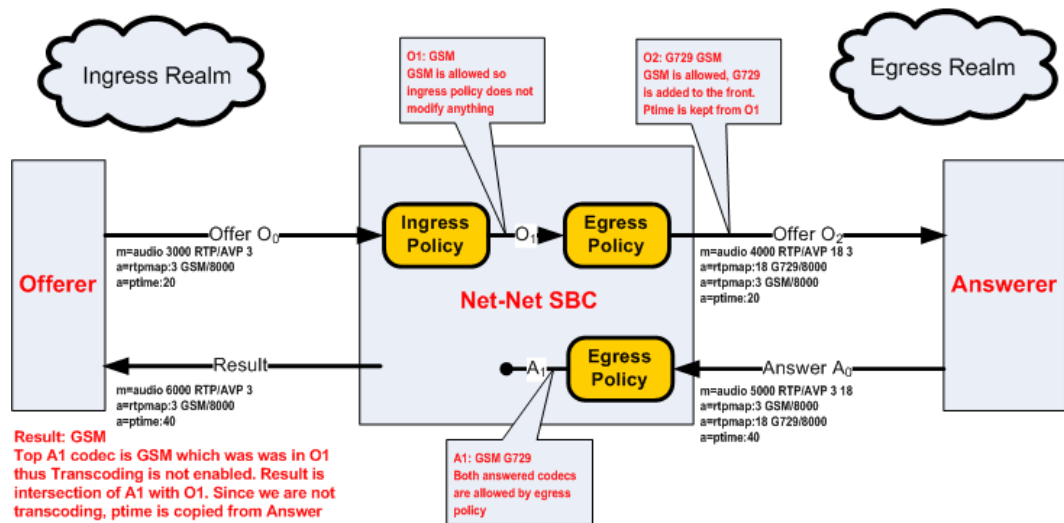 Ingress Realm
Egress Realm
O1: GSM
GSM is allowed so
ingress policy does not
modify anything
O2: G729 GSM
GSM is allowed, G729
is added to the front.
Ptime is kept from O1
Offerer
Offer O0
m=audio 3000 RTP/AVP 3
a=rtpmap:3 GSM/8000
a=ptime:20
Ingress
Policy
O1
Egress
Policy
Offer O2
m=audio 4000 RTP/AVP 18 3
a=rtpmap:18 G729/8000
a=rtpmap:3 GSM/8000
a=ptime:20
Answerer
Net-Net SBC
Result
m=audio 6000 RTP/AVP 3
a=rtpmap:3 GSM/8000
a=ptime:40
A1
Egress
Policy
Answer A0
m=audio 5000 RTP/AVP 3 18
a=rtpmap:3 GSM/8000
a=rtpmap:18 G729/8000
a=ptime:40
Result: GSM
Top A1 codec is GSM which was was in O1
thus Transcoding is not enabled. Result is
intersection of A1 with O1. Since we are not
transcoding, ptime is copied from Answer
A1: GSM G729
Both answered codecs
are allowed by egress
policy